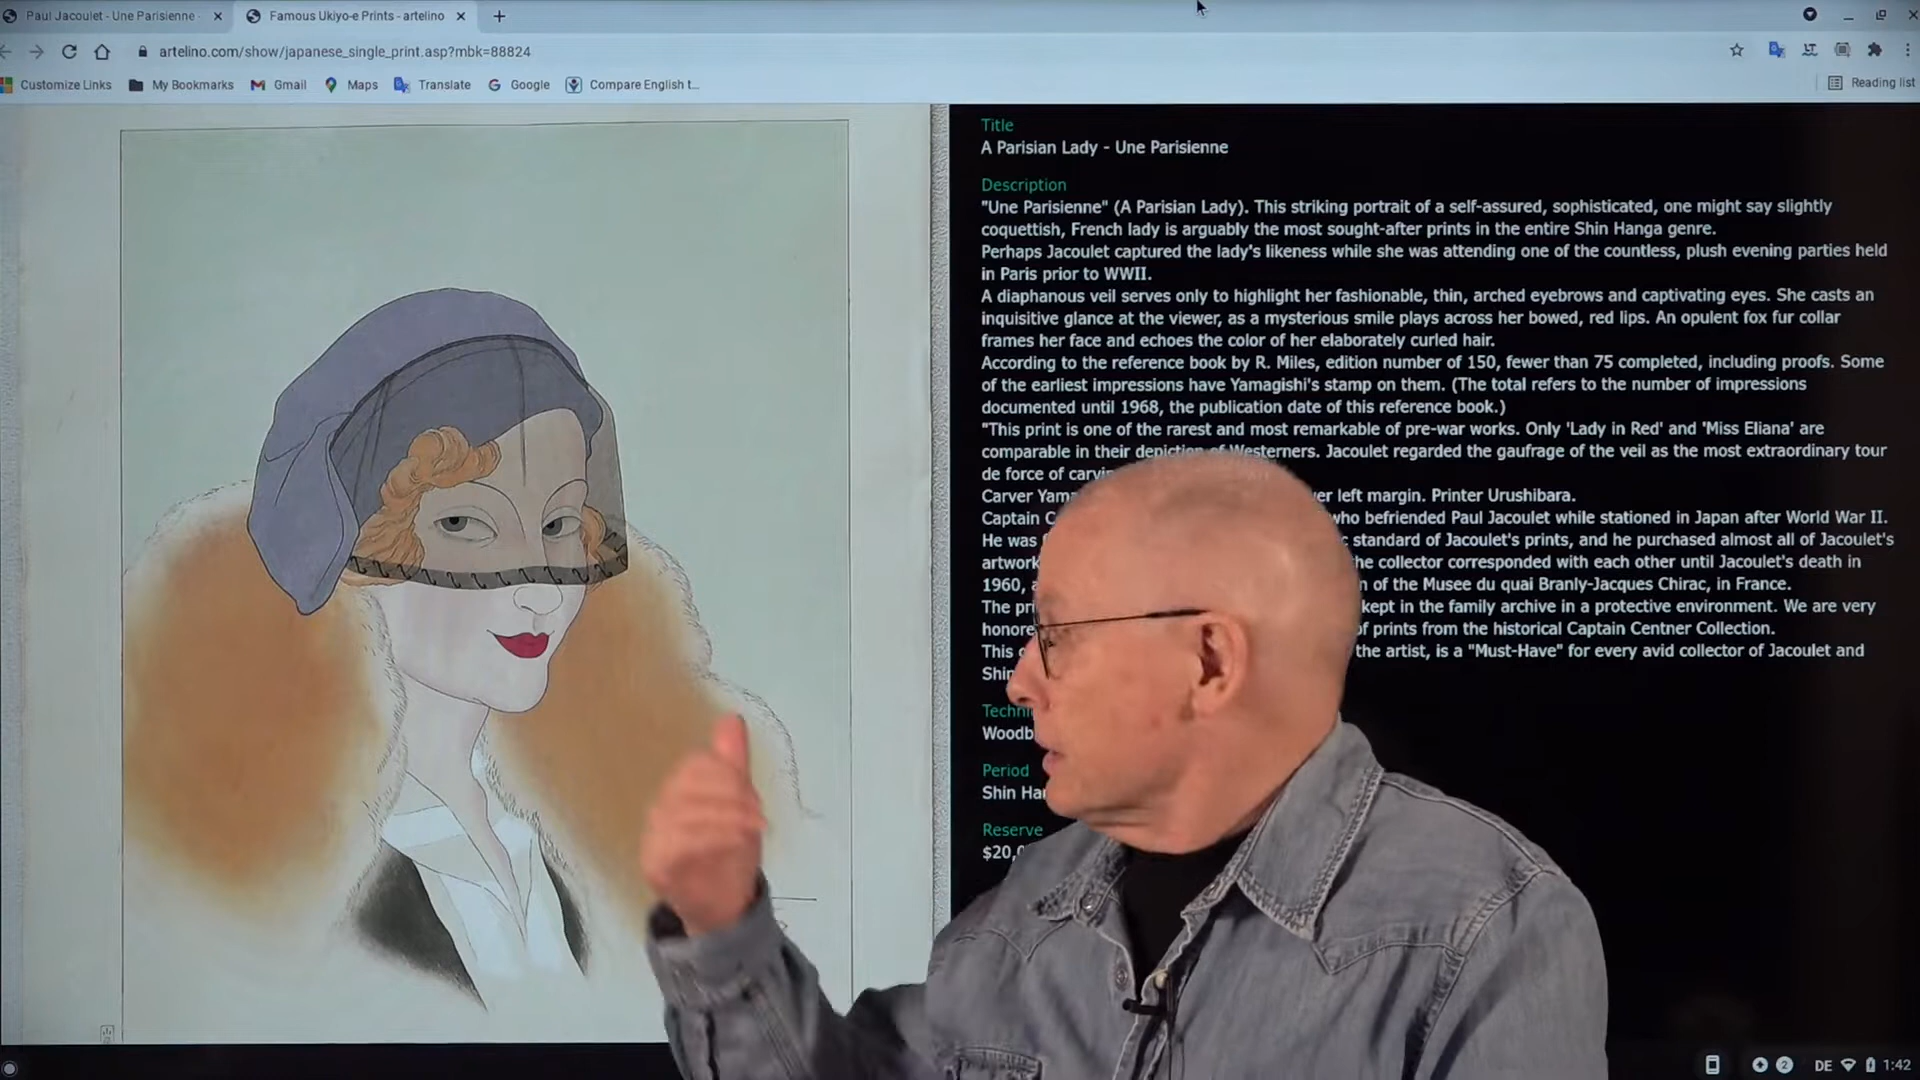 Paul Jacoulet - Une Parisienne
Famous Ukiyo-e Prints - artelino
artelino.com/show/japanese_single_print.asp?mbk=88824
Customize Links
My Bookmarks
Gmail
Maps
Translate
Google
Compare English t...
Reading list
Title
A Parisian Lady - Une Parisienne
Description
"Une Parisienne" (A Parisian Lady). This striking portrait of a self-assured, sophisticated, one might say slightly
coquettish, French lady is arguably the most sought-after prints in the entire Shin Hanga genre.
Perhaps Jacoulet captured the lady's likeness while she was attending one of the countless, plush evening parties held
in Paris prior to WWII.
A diaphanous veil serves only to highlight her fashionable, thin, arched eyebrows and captivating eyes. She casts an
inquisitive glance at the viewer, as a mysterious smile plays across her bowed, red lips. An opulent fox fur collar
frames her face and echoes the color of her elaborately curled hair.
According to the reference book by R. Miles, edition number of 150, fewer than 75 completed, including proofs. Some
of the earliest impressions have Yamagishi's stamp on them. (The total refers to the number of impressions
documented until 1968, the publication date of this reference book.)
"This print is one of the rarest and most remarkable of pre-war works. Only 'Lady in Red' and 'Miss Eliana' are
comparable in their depiction of Westerners. Jacoulet regarded the gaufrage of the veil as the most extraordinary tour
de force of
Carver left margin. Printer Urushibara.
Captain who befriended Paul Jacoulet while stationed in Japan after World War II.
He was standard of Jacoulet's prints, and he purchased almost all of Jacoulet's
the collector corresponded with each other until Jacoulet's death in
1960, of the Musee du quai Branly-Jacques Chirac, in France.
The kept in the family archive in a protective environment. We are very
of prints from the historical Captain Centner Collection.
This the artist, is a "Must-Have" for every avid collector of Jacoulet and
Shin
Period
Shin
Reserve
DE
1:42